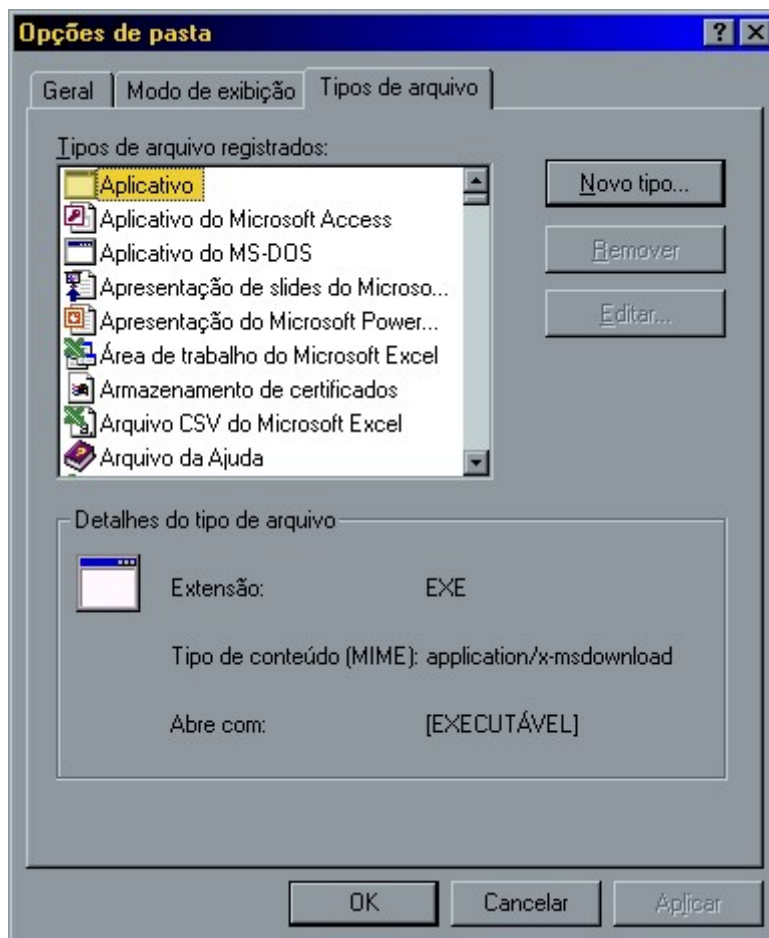 Opções de pasta
Geral
Modo de exibição
Tipos de arquivo
Tipos de arquivo registrados:
Aplicativo
Aplicativo do Microsoft Access
Aplicativo do MS-DOS
Apresentação de slides do Microso...
Apresentação do Microsoft Power...
Área de trabalho do Microsoft Excel
Armazenamento de certificados
Arquivo CSV do Microsoft Excel
Arquivo da Ajuda
Novo tipo...
Remover
Editar...
Detalhes do tipo de arquivo
Extensão: EXE
Tipo de conteúdo (MIME): application/x-msdownload
Abre com: [EXECUTÁVEL]
OK
Cancelar
Aplicar